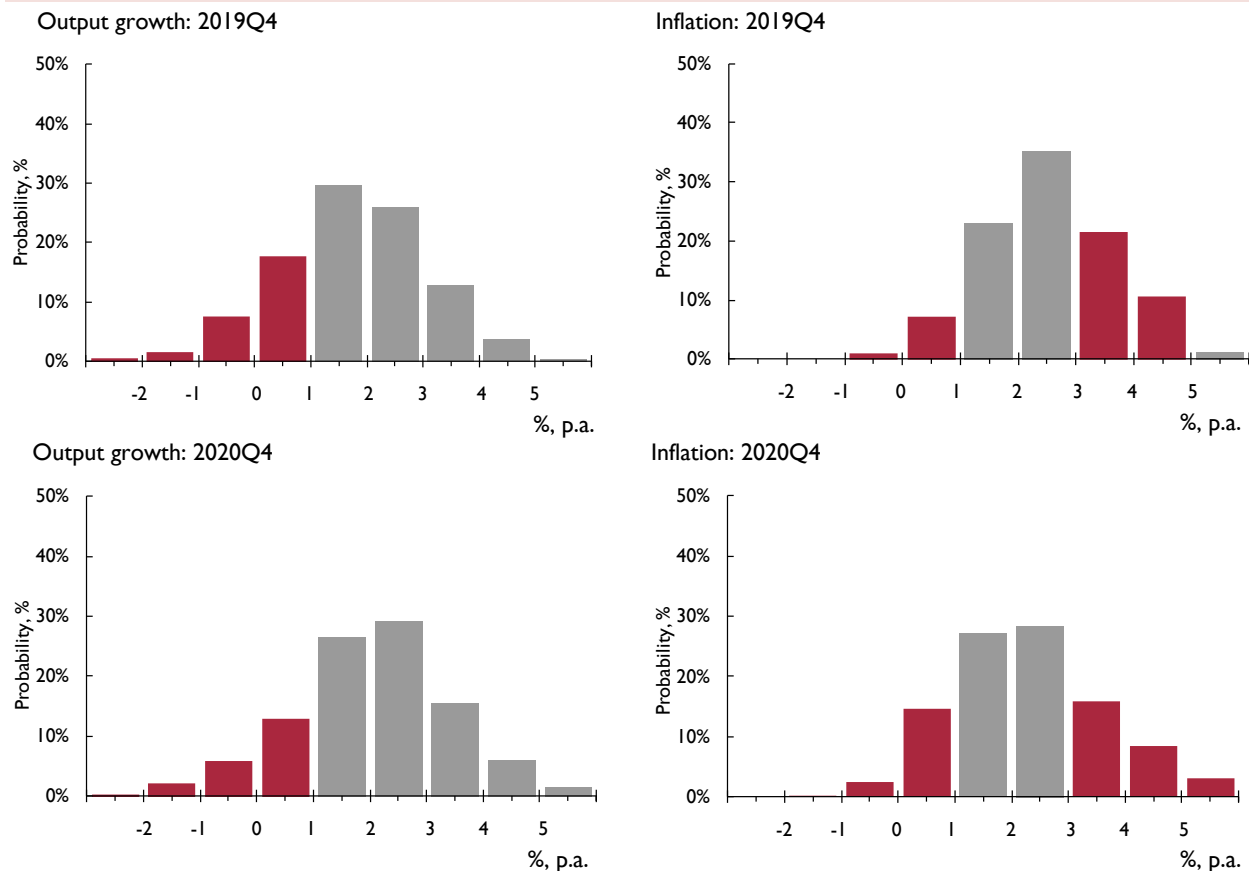 Output growth: 2019Q4
Probability, %
50%
40%
30%
20%
10%
0%
-2 -1 0 1 2 3 4 5
%, p.a.
Inflation: 2019Q4
Probability, %
50%
40%
30%
20%
10%
0%
-2 -1 0 1 2 3 4 5
%, p.a.
Output growth: 2020Q4
Probability, %
50%
40%
30%
20%
10%
0%
-2 -1 0 1 2 3 4 5
%, p.a.
Inflation: 2020Q4
Probability, %
50%
40%
30%
20%
10%
0%
-2 -1 0 1 2 3 4 5
%, p.a.